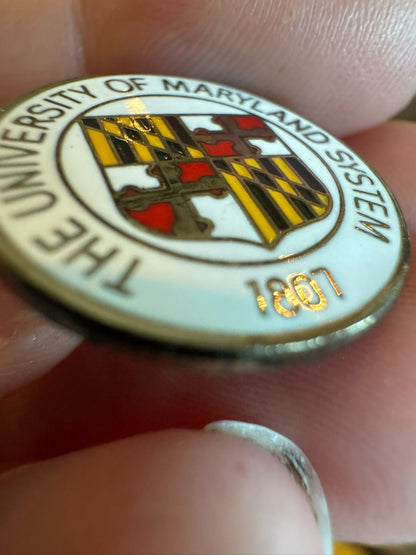 THE UNIVERSITY OF MARYLAND SYSTEM
1807